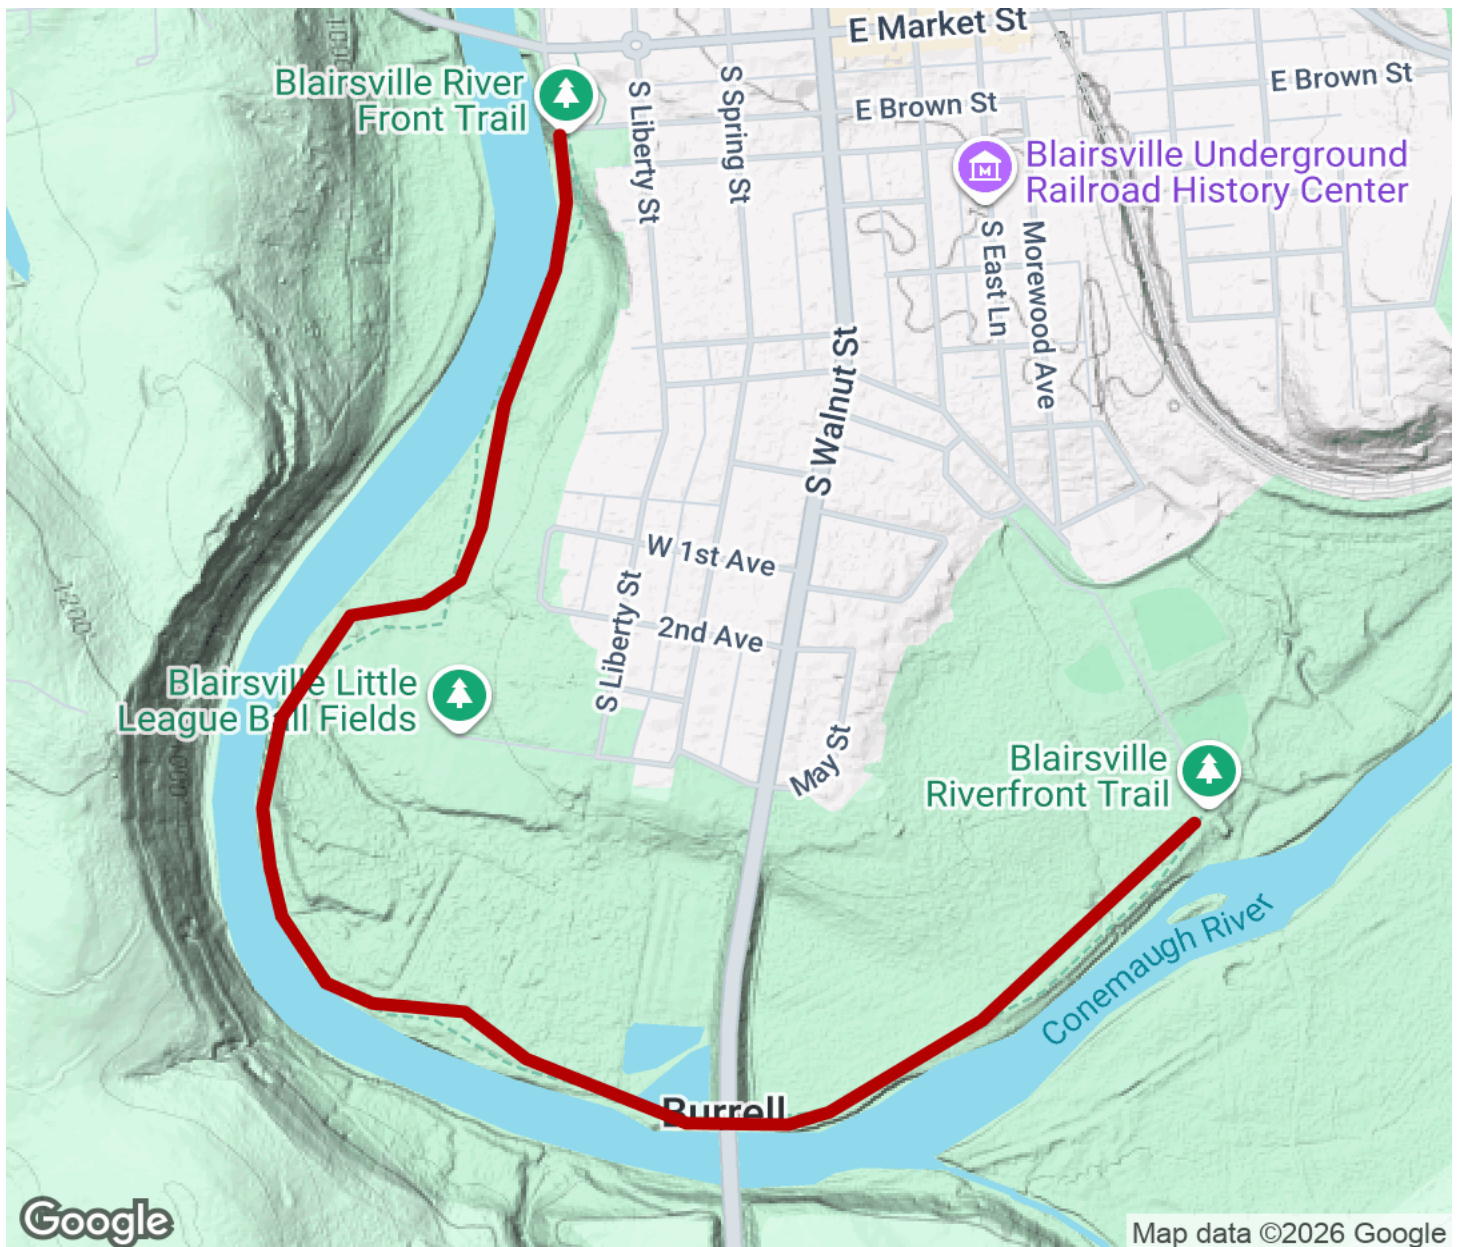 E Market St
Blairsville River
Front Trail
S Liberty St
S Spring St
E Brown St
E Brown St
Blairsville Underground
Railroad History Center
S East Ln
Morewood Ave
S Walnut St
W 1st Ave
2nd Ave
S Liberty St
1200
Blairsville Little
League Ball Fields
1000
May St
Blairsville
Riverfront Trail
Conemaugh River
Burrell
Google
Map data ©2026 Google